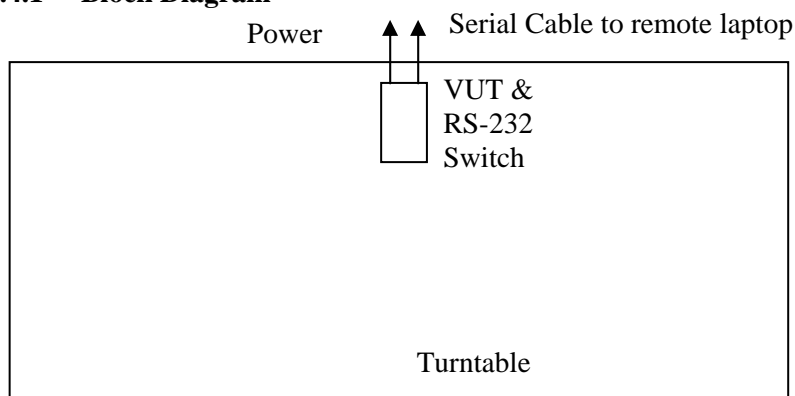 Block Diagram
Power
Serial Cable to remote laptop
VUT &
RS-232
Switch
Turntable